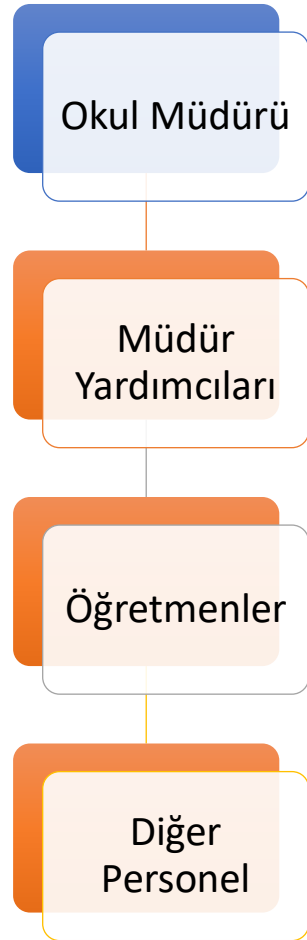 Okul Müdürü
Müdür
Yardımcıları
Öğretmenler
Diğer
Personel